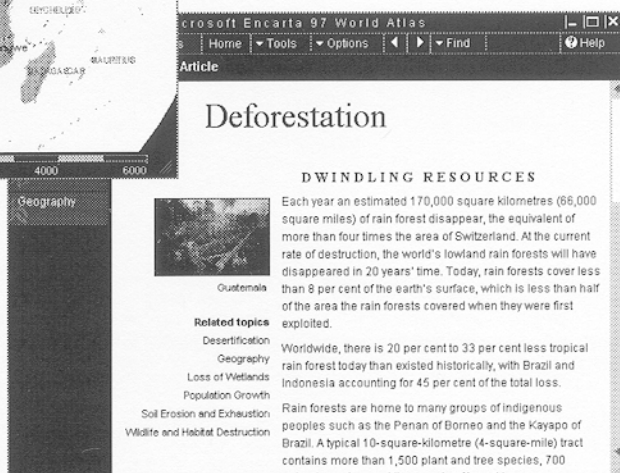 SEYCHELLES
MAURITIUS
MADAGASCAR
4000 6000
crosoft Encarta 97 World Atlas
s Home Tools Options Find Help
Article
Geography
Deforestation
DWINDLING RESOURCES
Each year an estimated 170,000 square kilometres (66,000
square miles) of rain forest disappear, the equivalent of
more than four times the area of Switzerland. At the current
rate of destruction, the world's lowland rain forests will have
disappeared in 20 years' time. Today, rain forests cover less
than 8 per cent of the earth's surface, which is less than half
of the area the rain forests covered when they were first
exploited.
Worldwide, there is 20 per cent to 33 per cent less tropical
rain forest today than existed historically, with Brazil and
Indonesia accounting for 45 per cent of the total loss.
Rain forests are home to many groups of indigenous
peoples such as the Penan of Borneo and the Kayapo of
Brazil. A typical 10-square-kilometre (4-square-mile) tract
contains more than 1,500 plant and tree species, 700
Guatemala
Related topics
Desertification
Geography
Loss of Wetlands
Population Growth
Soil Erosion and Exhaustion
Wildlife and Habitat Destruction